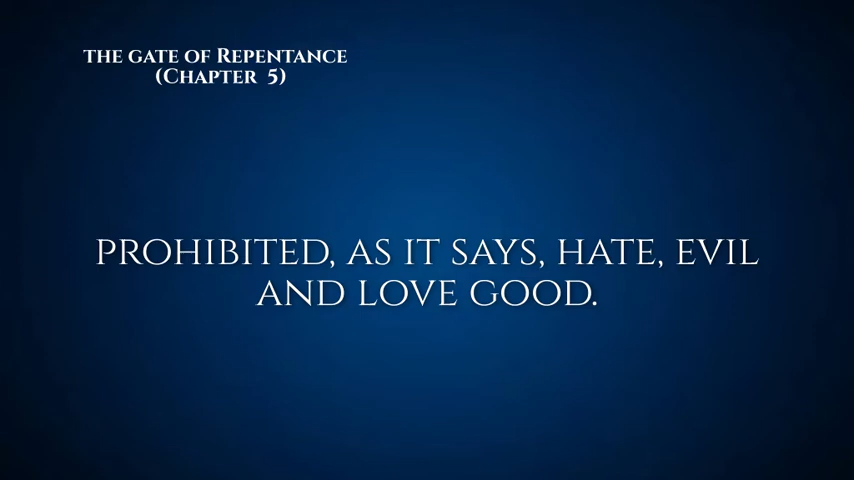 THE GATE OF REPENTANCE
(CHAPTER 5)
PROHIBITED, AS IT SAYS, HATE, EVIL
AND LOVE GOOD.